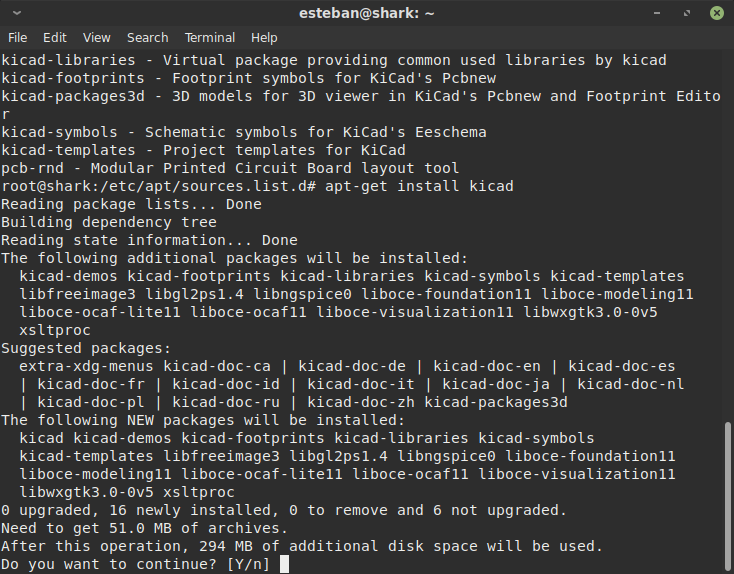 esteban@shark: ~
File Edit View Search Terminal Help
kicad-libraries - Virtual package providing common used libraries by kicad
kicad-footprints - Footprint symbols for KiCad's Pcbnew
kicad-packages3d - 3D models for 3D viewer in KiCad's Pcbnew and Footprint Edito
r
kicad-symbols - Schematic symbols for KiCad's Eeschema
kicad-templates - Project templates for KiCad
pcb-rnd - Modular Printed Circuit Board layout tool
root@shark:/etc/apt/sources.list.d# apt-get install kicad
Reading package lists... Done
Building dependency tree
Reading state information... Done
The following additional packages will be installed:
  kicad-demos kicad-footprints kicad-libraries kicad-symbols kicad-templates
  libfreeimage3 libgl2ps1.4 libngspice0 liboce-foundation11 liboce-modeling11
  liboce-ocaf-lite11 liboce-ocaf11 liboce-visualization11 libwxgtk3.0-0v5
  xsltproc
Suggested packages:
  extra-xdg-menus kicad-doc-ca | kicad-doc-de | kicad-doc-en | kicad-doc-es
  | kicad-doc-fr | kicad-doc-id | kicad-doc-it | kicad-doc-ja | kicad-doc-nl
  | kicad-doc-pl | kicad-doc-ru | kicad-doc-zh kicad-packages3d
The following NEW packages will be installed:
  kicad kicad-demos kicad-footprints kicad-libraries kicad-symbols
  kicad-templates libfreeimage3 libgl2ps1.4 libngspice0 liboce-foundation11
  liboce-modeling11 liboce-ocaf-lite11 liboce-ocaf11 liboce-visualization11
  libwxgtk3.0-0v5 xsltproc
0 upgraded, 16 newly installed, 0 to remove and 6 not upgraded.
Need to get 51.0 MB of archives.
After this operation, 294 MB of additional disk space will be used.
Do you want to continue? [Y/n]